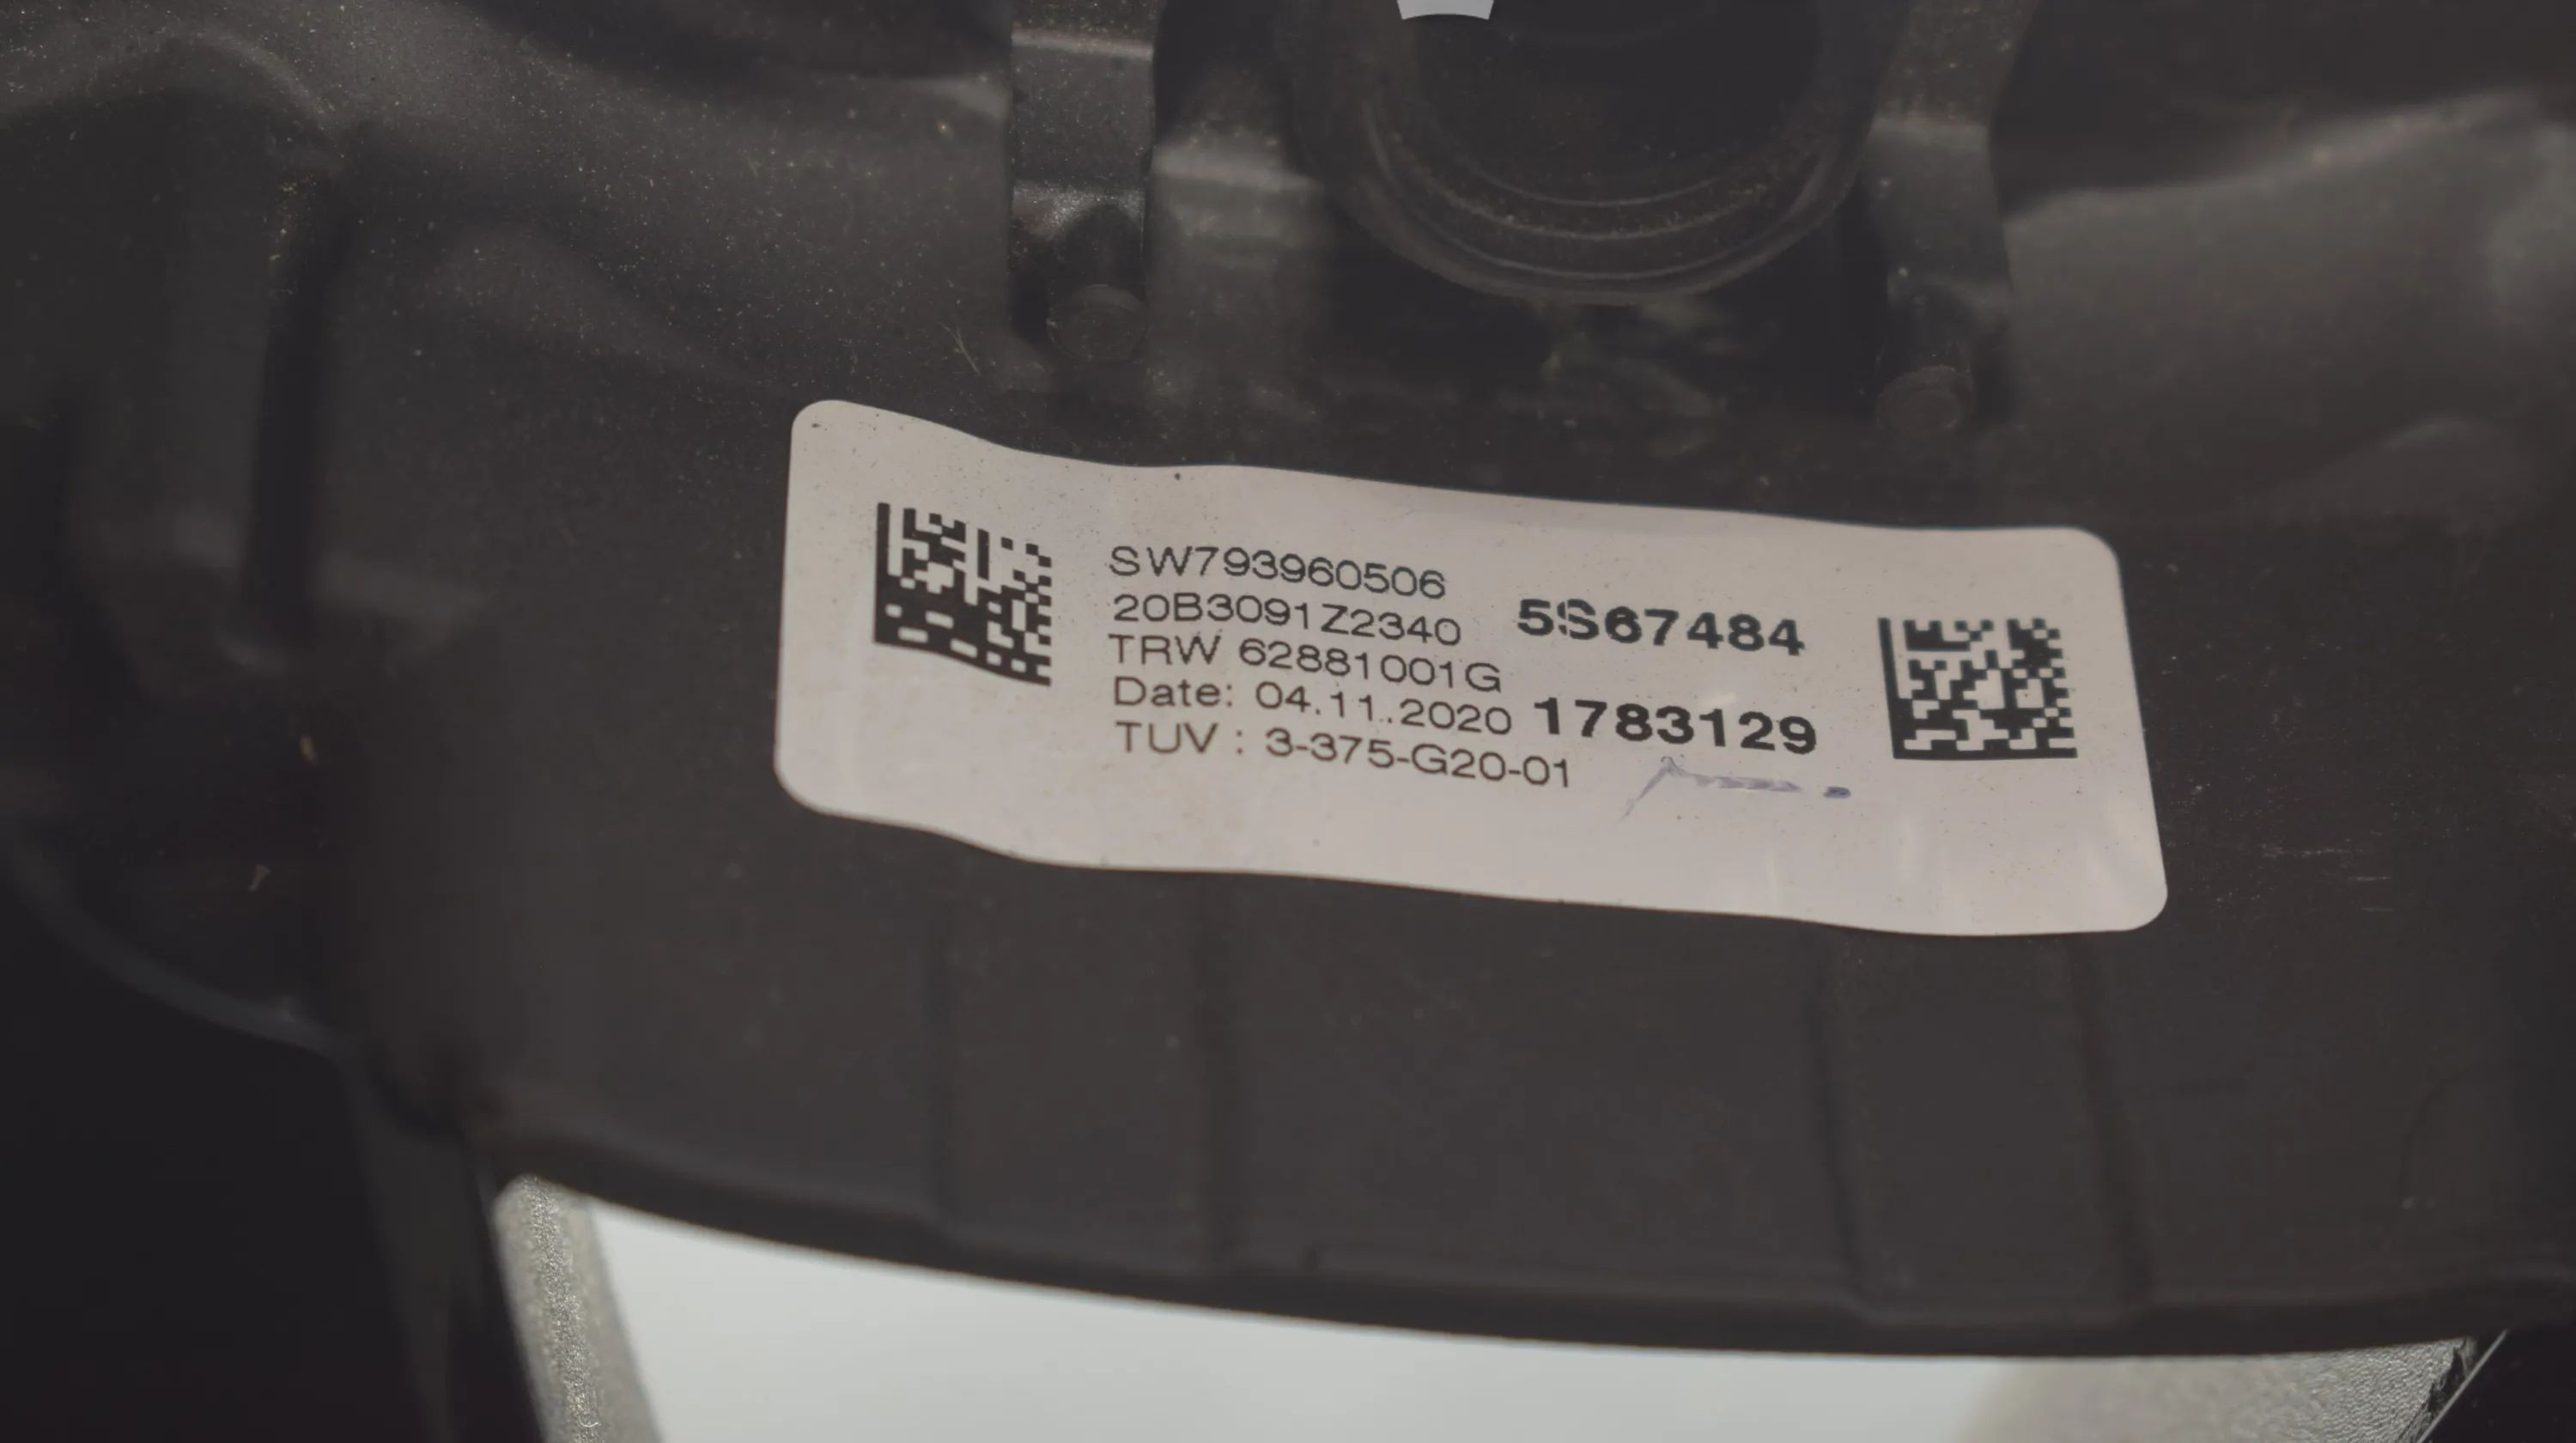 SW793960506
20B3091Z2340
TRW 62881001G
Date: 04.11.2020
TUV : 3-375-G20-01
5S67484
1783129